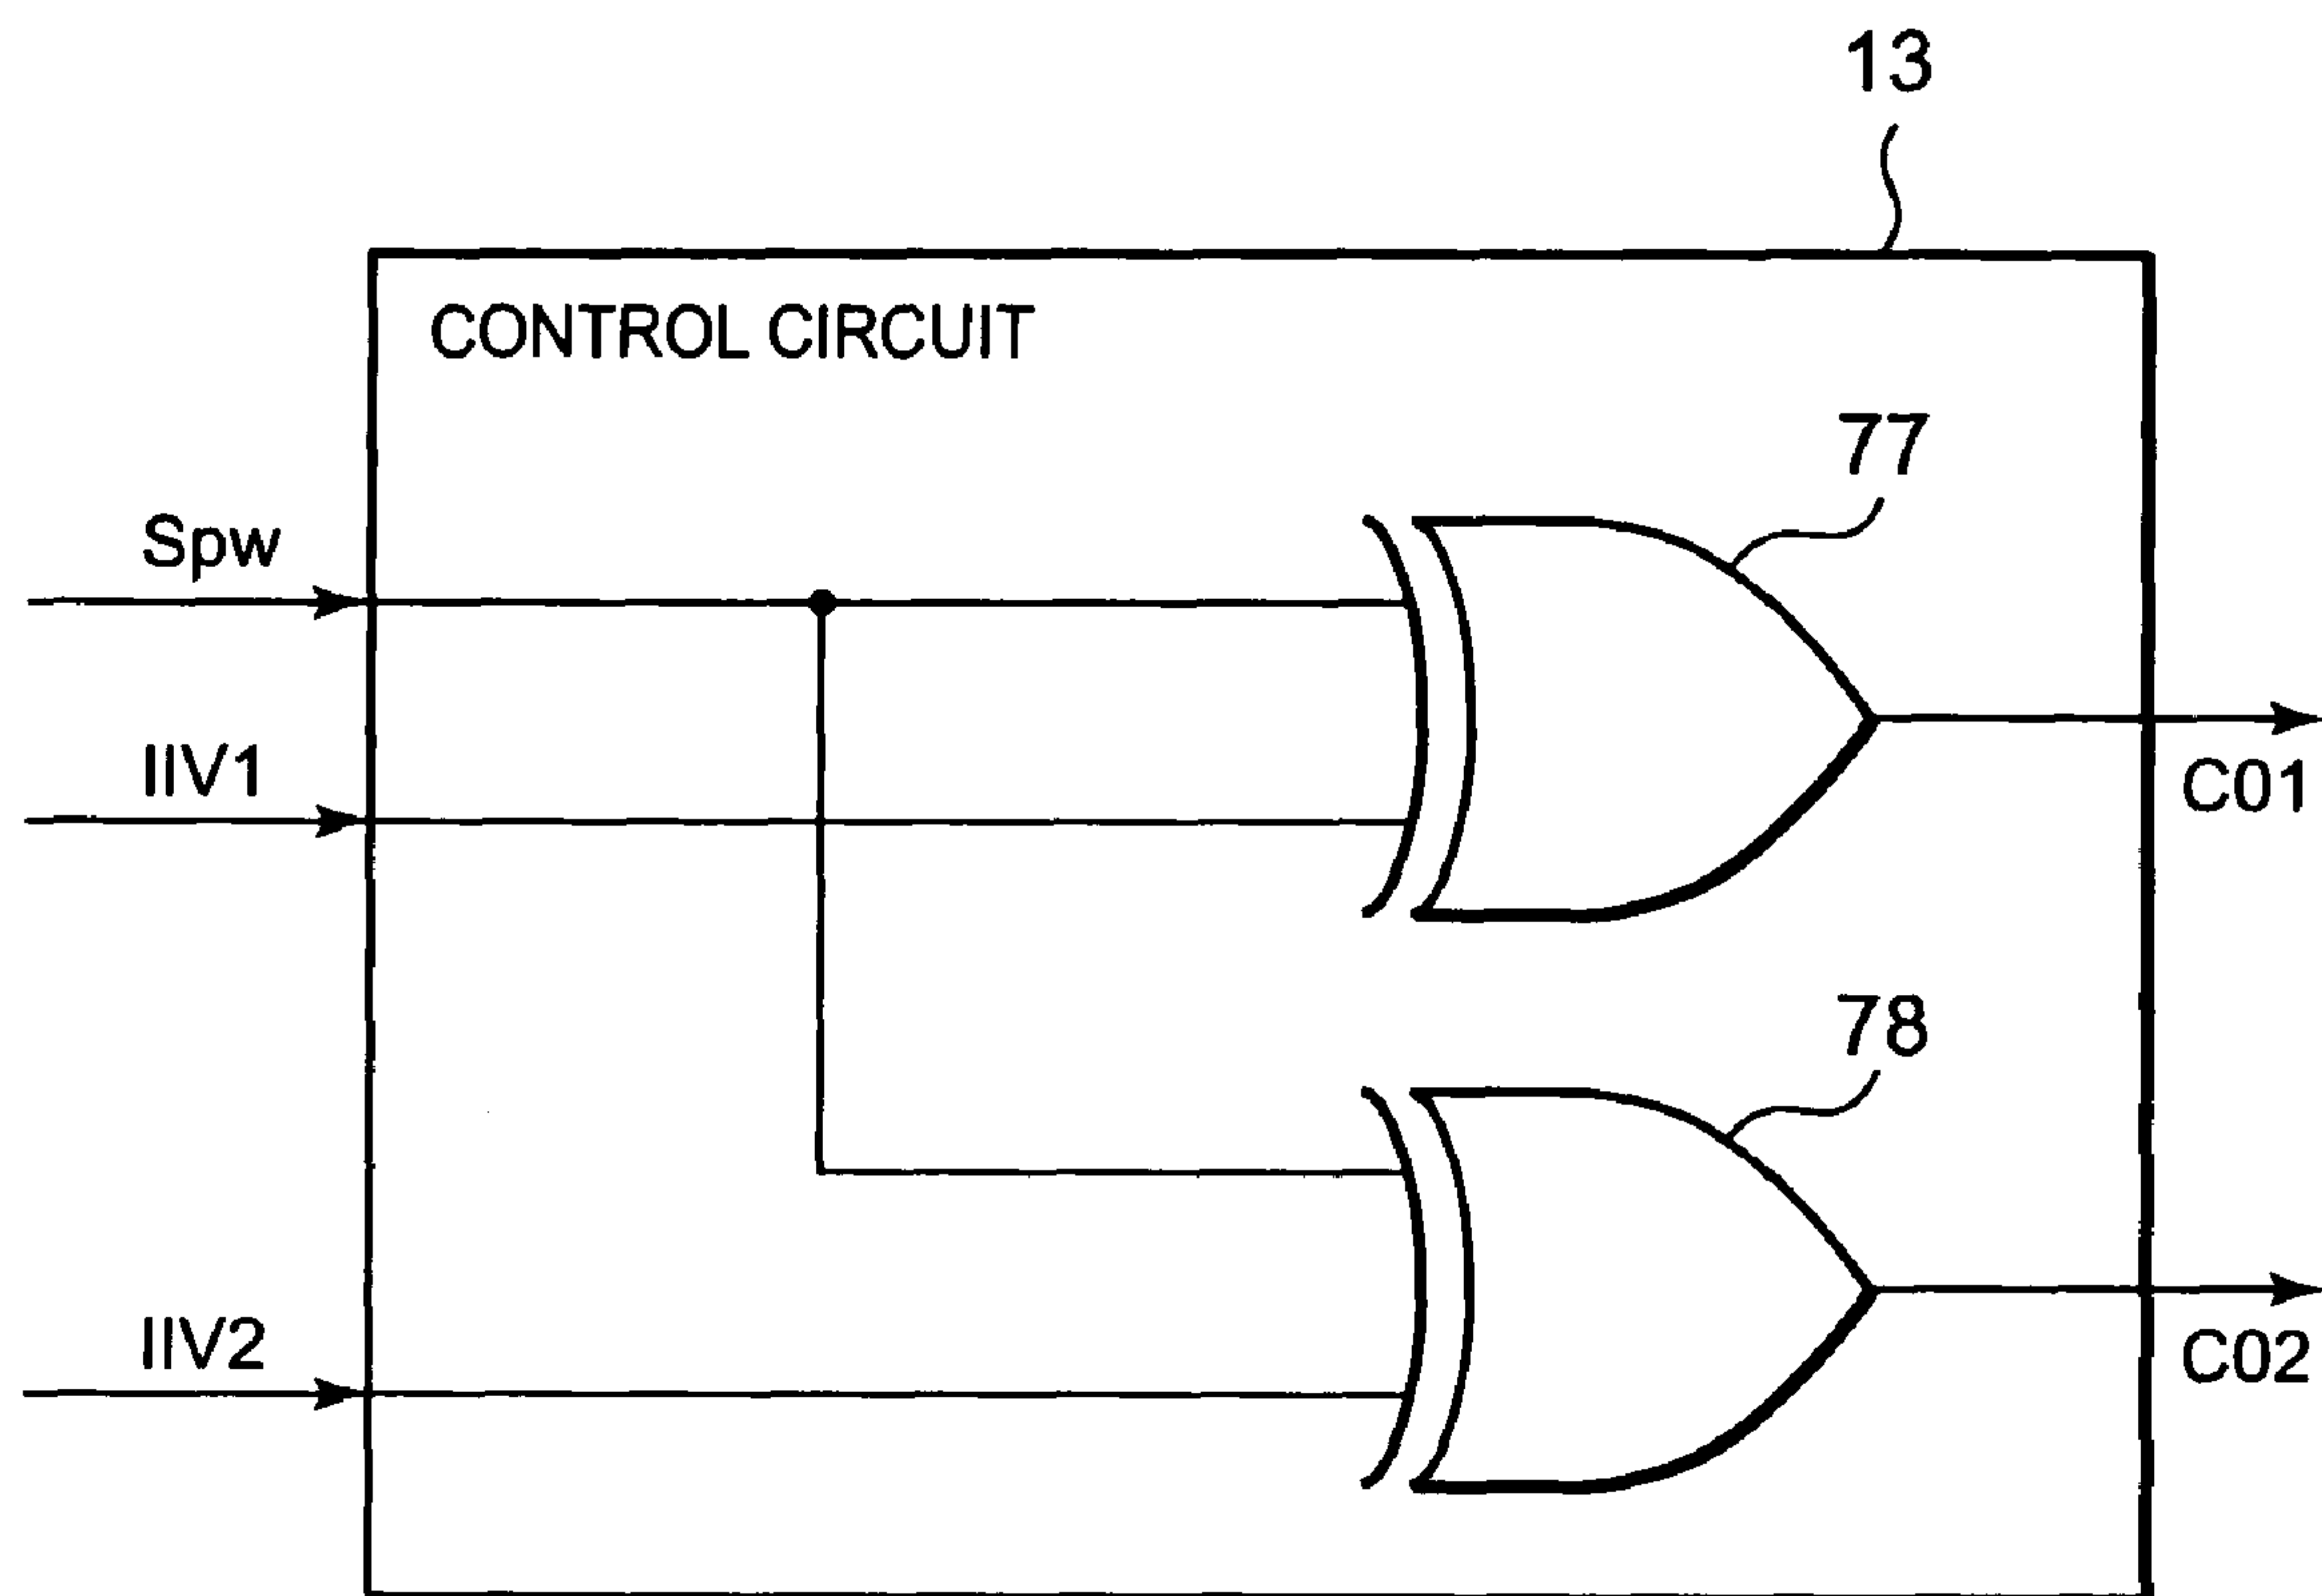 13
CONTROL CIRCUIT
77
Spw
IIV1
C01
78
IIV2
C02